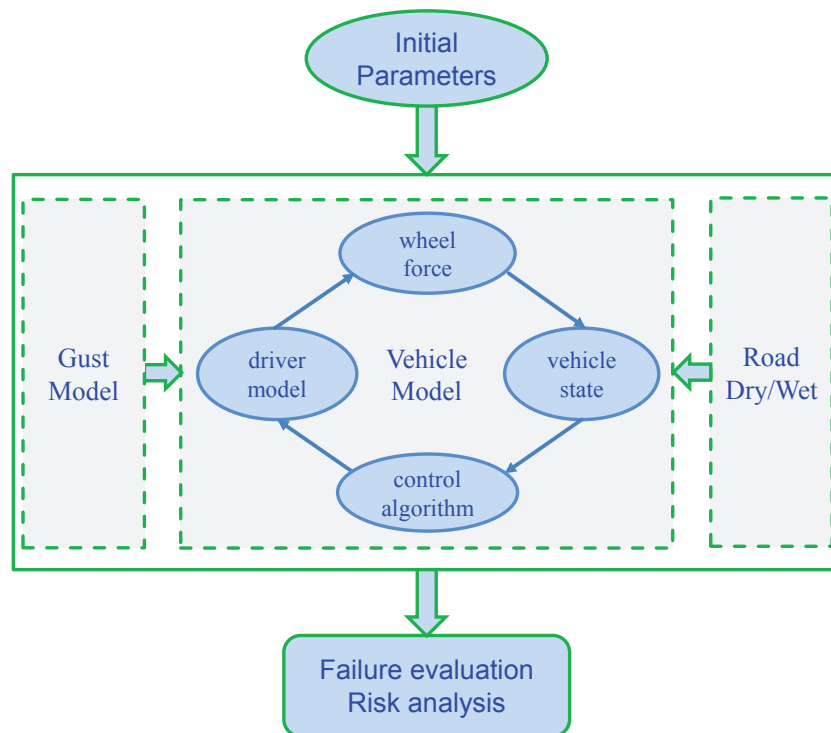 Initial
Parameters
wheel
force
Gust
Model
driver
model
Vehicle
Model
vehicle
state
Road
Dry/Wet
control
algorithm
Failure evaluation
Risk analysis